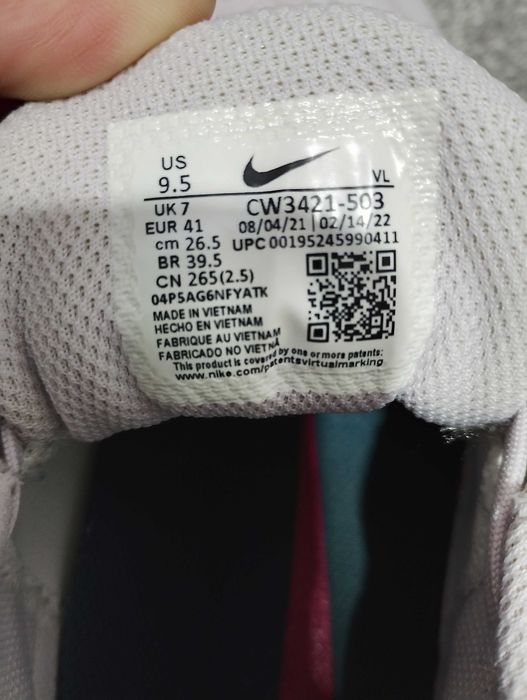 US
9.5
VL
UK 7
CW3421-503
EUR 41
08/04/21 | 02/14/22
cm 26.5
UPC 00195245990411
BR 39.5
CN 265(2.5)
04P5AG6NFYATK
MADE IN VIETNAM
HECHO EN VIETNAM
FABRIQUE AU VIETNAM
FABRICADO NO VIETNÃ
This product is covered by one or more patents:
www.nike.com/patentsvirtualmarking